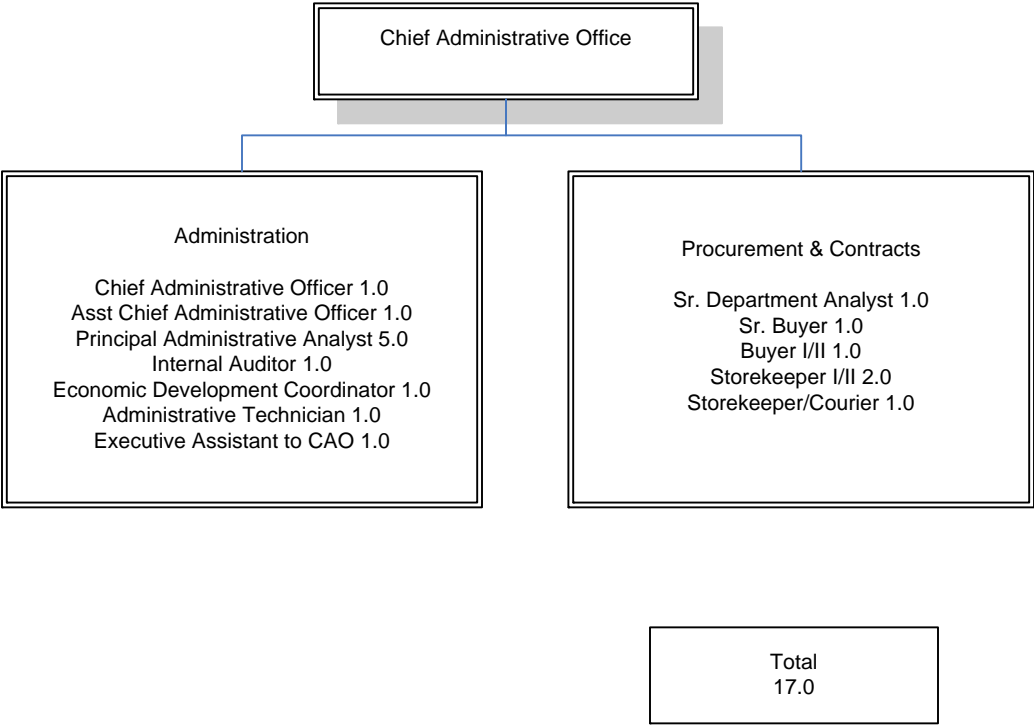 Chief Administrative Office
Administration
Chief Administrative Officer 1.0
Asst Chief Administrative Officer 1.0
Principal Administrative Analyst 5.0
Internal Auditor 1.0
Economic Development Coordinator 1.0
Administrative Technician 1.0
Executive Assistant to CAO 1.0
Procurement & Contracts
Sr. Department Analyst 1.0
Sr. Buyer 1.0
Buyer I/II 1.0
Storekeeper I/II 2.0
Storekeeper/Courier 1.0
Total
17.0